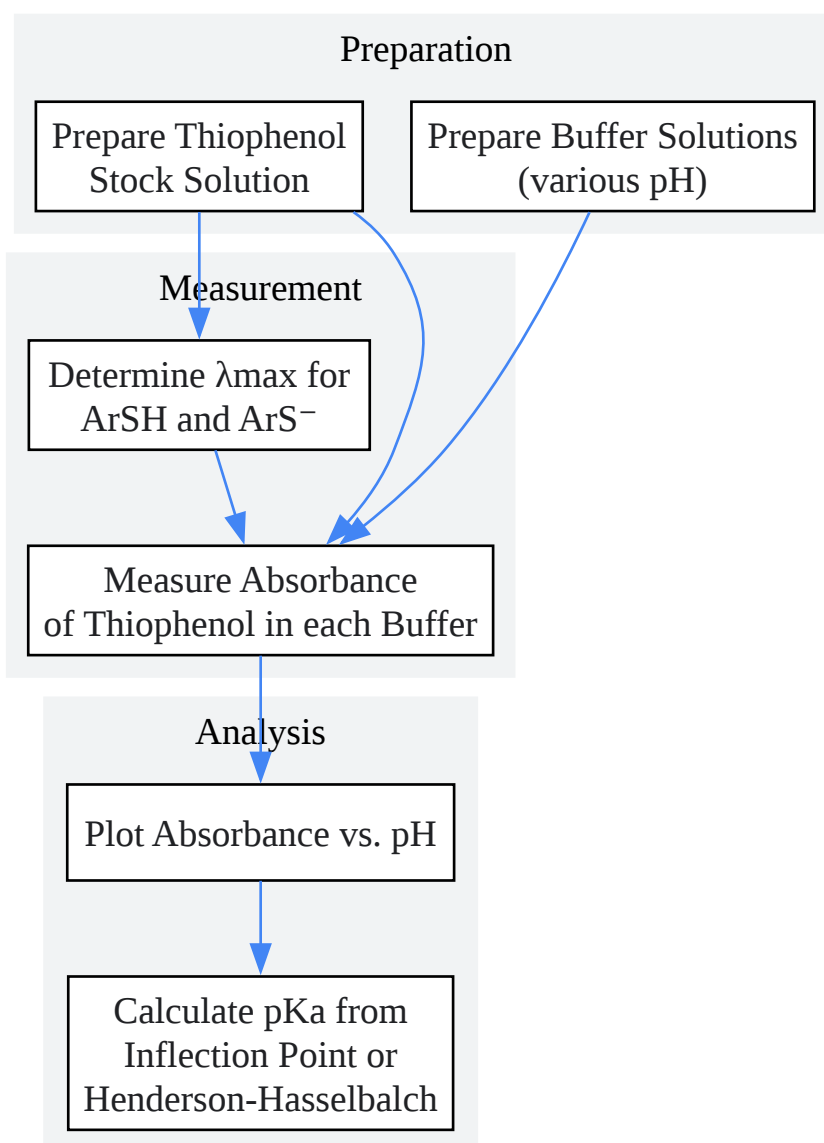 Preparation
Prepare Thiophenol
Stock Solution
Prepare Buffer Solutions
(various pH)
Measurement
Determine λmax for
ArSH and ArS⁻
Measure Absorbance
of Thiophenol in each Buffer
Analysis
Plot Absorbance vs. pH
Calculate pKa from
Inflection Point or
Henderson-Hasselbalch